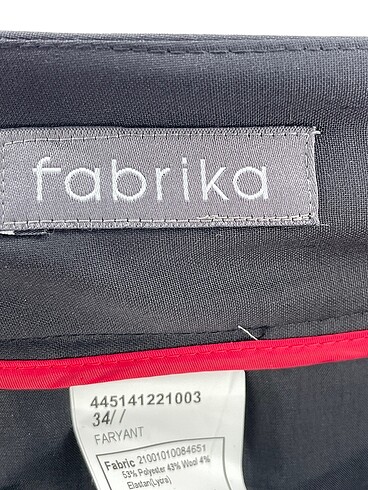 fabrika
445141221003
34//
FARYANT
Fabric 21001010084651
53% Polyester 43% Wool 4%
Elastan(Lycra)